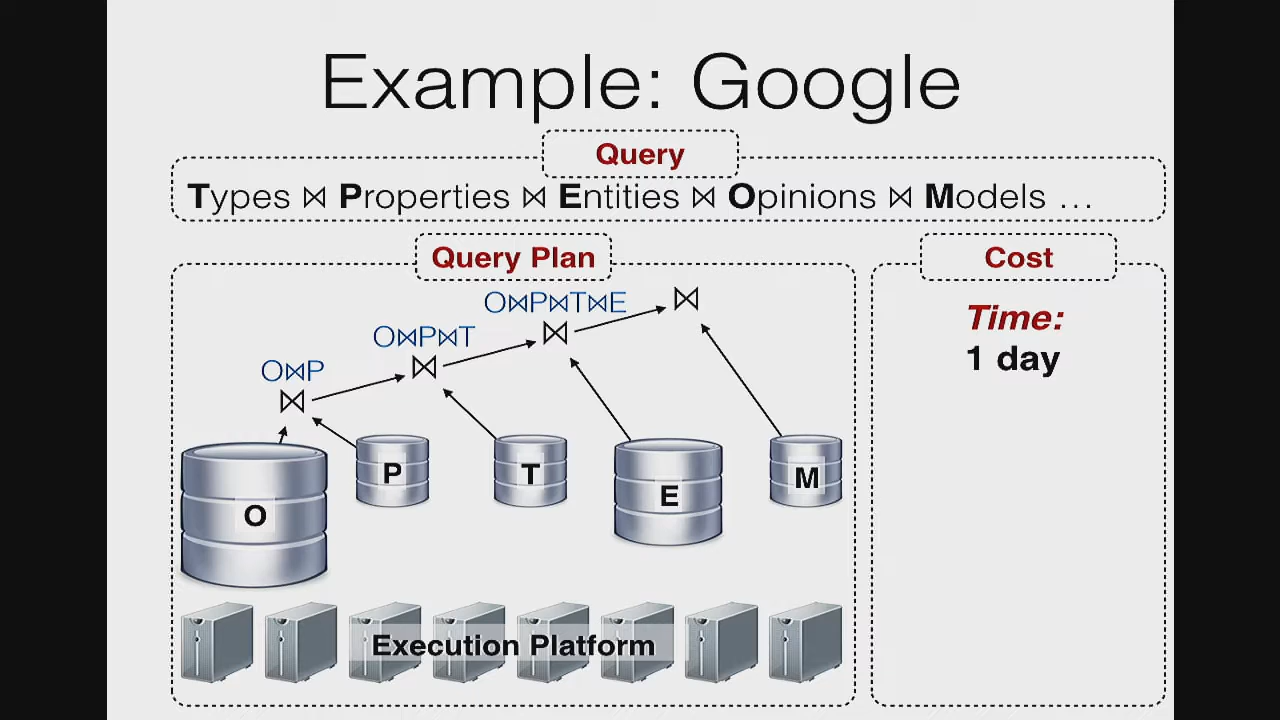 Example: Google
Query
Types ⋈ Properties ⋈ Entities ⋈ Opinions ⋈ Models …
Query Plan
Cost
O⋈P⋈T⋈E
⋈
Time:
O⋈P⋈T
⋈
1 day
O⋈P
⋈
⋈
O
P
T
E
M
Execution Platform